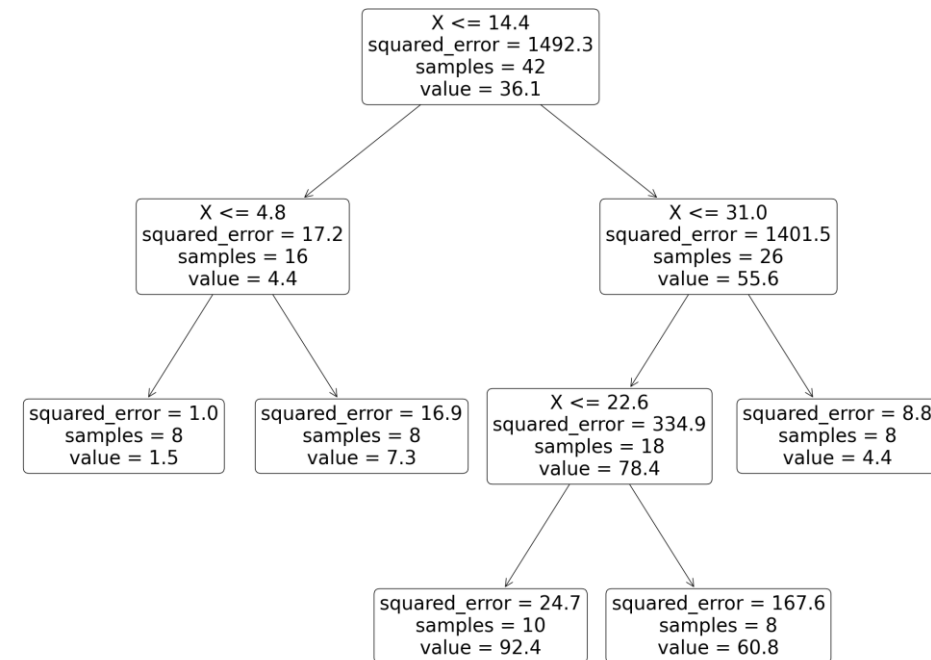 X <= 14.4
squared_error = 1492.3
samples = 42
value = 36.1
X <= 4.8
squared_error = 17.2
samples = 16
value = 4.4
X <= 31.0
squared_error = 1401.5
samples = 26
value = 55.6
squared_error = 1.0
samples = 8
value = 1.5
squared_error = 16.9
samples = 8
value = 7.3
X <= 22.6
squared_error = 334.9
samples = 18
value = 78.4
squared_error = 8.8
samples = 8
value = 4.4
squared_error = 24.7
samples = 10
value = 92.4
squared_error = 167.6
samples = 8
value = 60.8